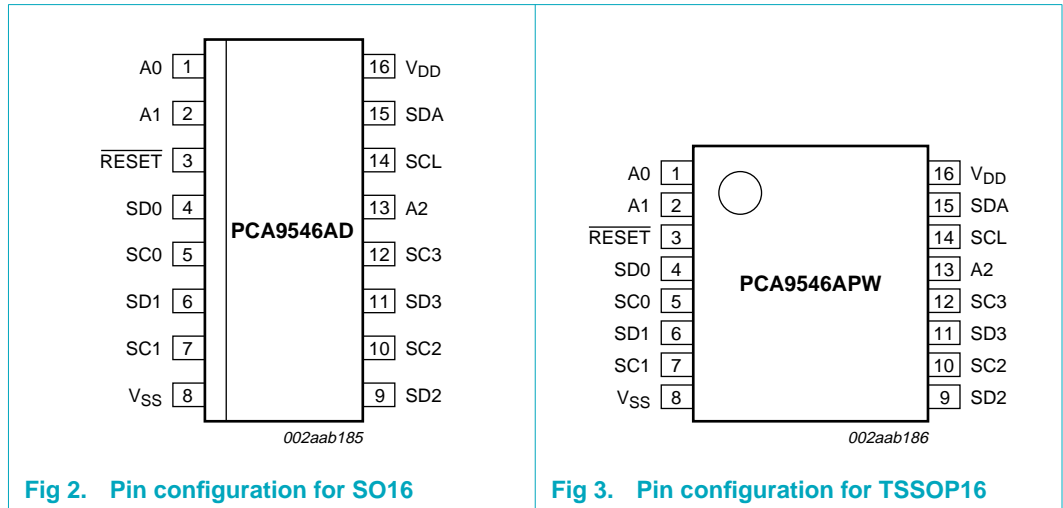 A0 1 16 VDD
A1 2 15 SDA
RESET 3 14 SCL
SD0 4 13 A2
PCA9546AD
SC0 5 12 SC3
SD1 6 11 SD3
SC1 7 10 SC2
VSS 8 9 SD2
002aab185
Fig 2. Pin configuration for SO16
A0 1 16 VDD
A1 2 15 SDA
RESET 3 14 SCL
SD0 4 13 A2
PCA9546APW
SC0 5 12 SC3
SD1 6 11 SD3
SC1 7 10 SC2
VSS 8 9 SD2
002aab186
Fig 3. Pin configuration for TSSOP16